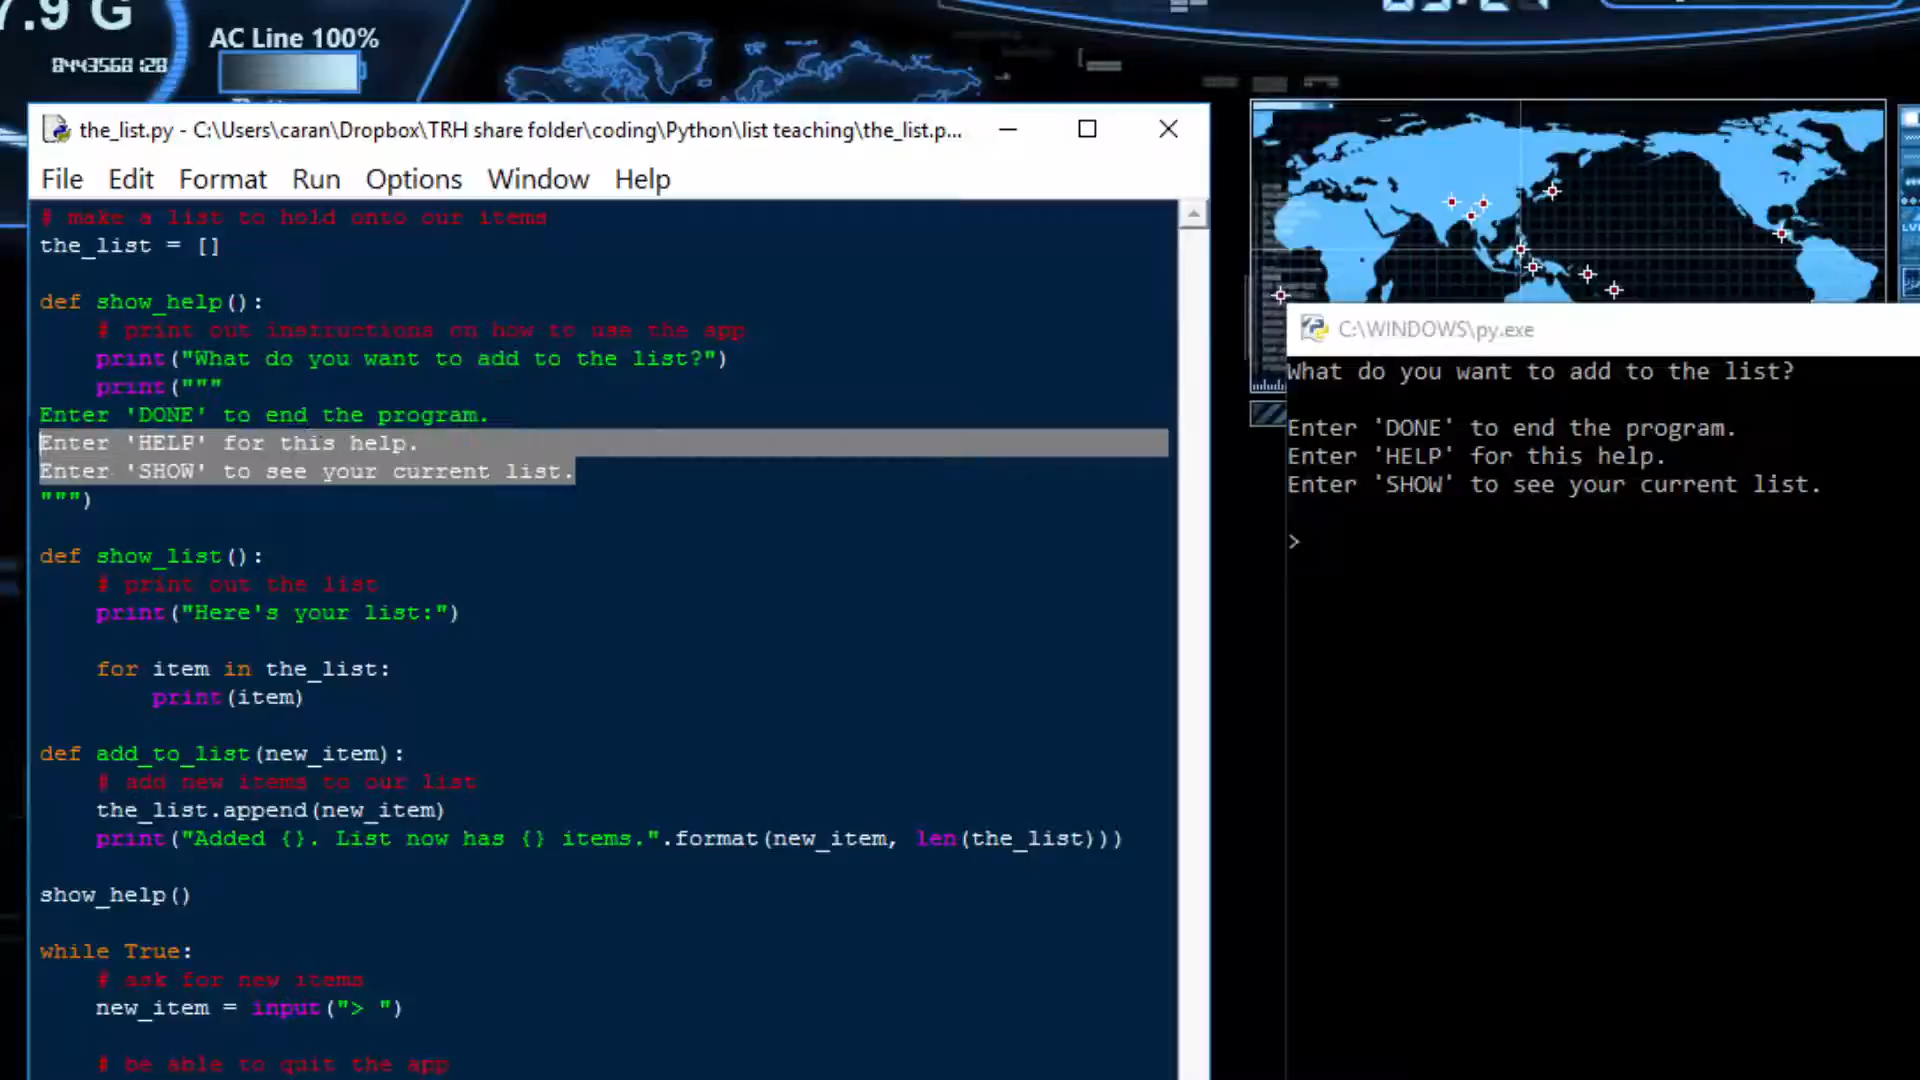 7.9 G
AC Line 100%
8443568 :28
the_list.py - C:\Users\caran\Dropbox\TRH share folder\coding\Python\list teaching\the_list.p...
File Edit Format Run Options Window Help
# make a list to hold onto our items
the_list = []
def show_help():
# print out instructions on how to use the app
print("What do you want to add to the list?")
print("""
Enter 'DONE' to end the program.
Enter 'HELP' for this help.
Enter 'SHOW' to see your current list.
""")
def show_list():
# print out the list
print("Here's your list:")
for item in the_list:
print(item)
def add_to_list(new_item):
# add new items to our list
the_list.append(new_item)
print("Added {}. List now has {} items.".format(new_item, len(the_list)))
show_help()
while True:
# ask for new items
new_item = input("> ")
# be able to quit the app
C:\WINDOWS\py.exe
What do you want to add to the list?
Enter 'DONE' to end the program.
Enter 'HELP' for this help.
Enter 'SHOW' to see your current list.
>